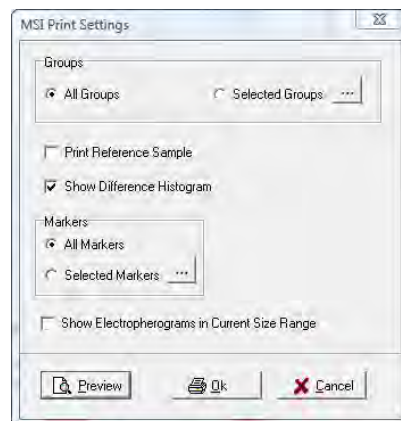 MSI Print Settings
Groups
All Groups Selected Groups ...
Print Reference Sample
Show Difference Histogram
Markers
All Markers
Selected Markers ...
Show Electropherograms in Current Size Range
Preview Ok Cancel